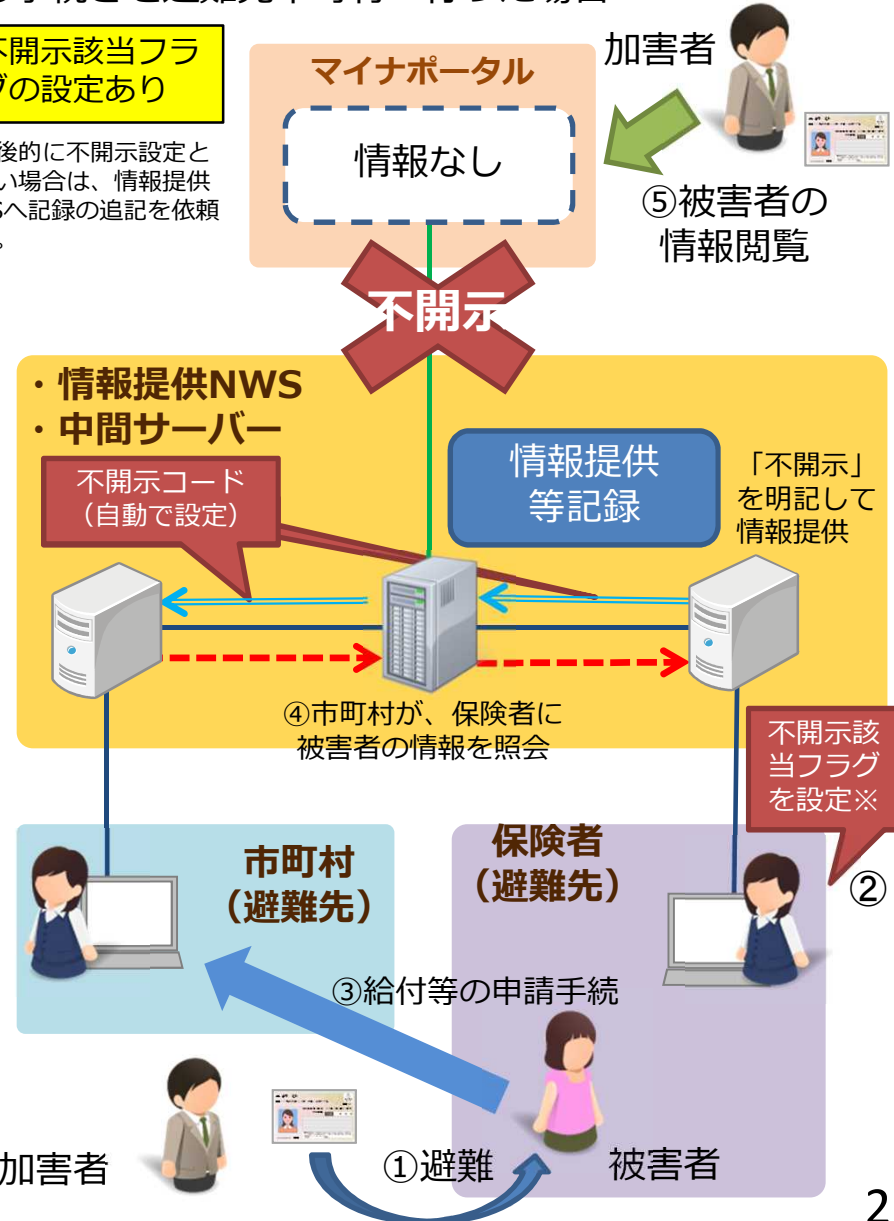 不開示該当フラ
グの設定あり
後的に不開示設定と
い場合は、情報提供
Sへ記録の追記を依頼
。
マイナポータル
情報なし
加害者
⑤被害者の
情報閲覧
不開示
・情報提供NWS
・中間サーバー
不開示コード
（自動で設定）
情報提供
等記録
「不開示」
を明記して
情報提供
④市町村が、保険者に
被害者の情報を照会
不開示該
当フラグ
を設定※
②
市町村
（避難先）
保険者
（避難先）
③給付等の申請手続
加害者
①避難
被害者
2